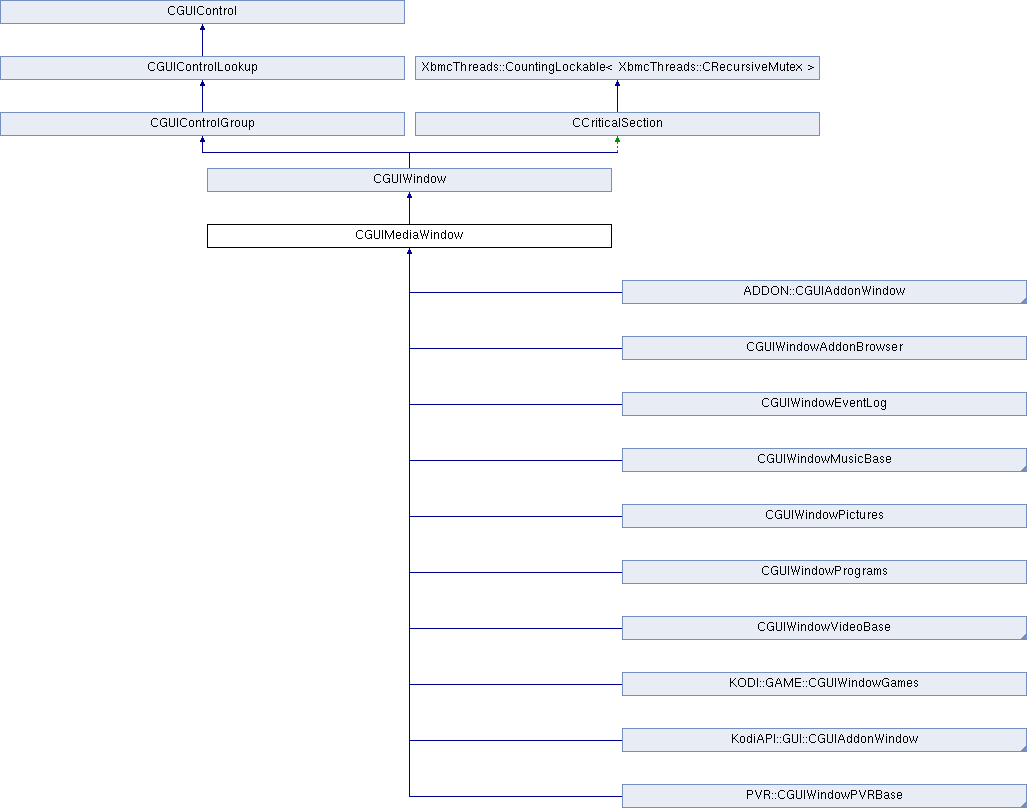 CGUIControl
CGUIControlLookup
XbmcThreads::CountingLockable< XbmcThreads::CRecursiveMutex >
CGUIControlGroup
CCriticalSection
CGUIWindow
CGUIMediaWindow
ADDON::CGUIAddonWindow
CGUIWindowAddonBrowser
CGUIWindowEventLog
CGUIWindowMusicBase
CGUIWindowPictures
CGUIWindowPrograms
CGUIWindowVideoBase
KODI::GAME::CGUIWindowGames
KodiAPI::GUI::CGUIAddonWindow
PVR::CGUIWindowPVRBase